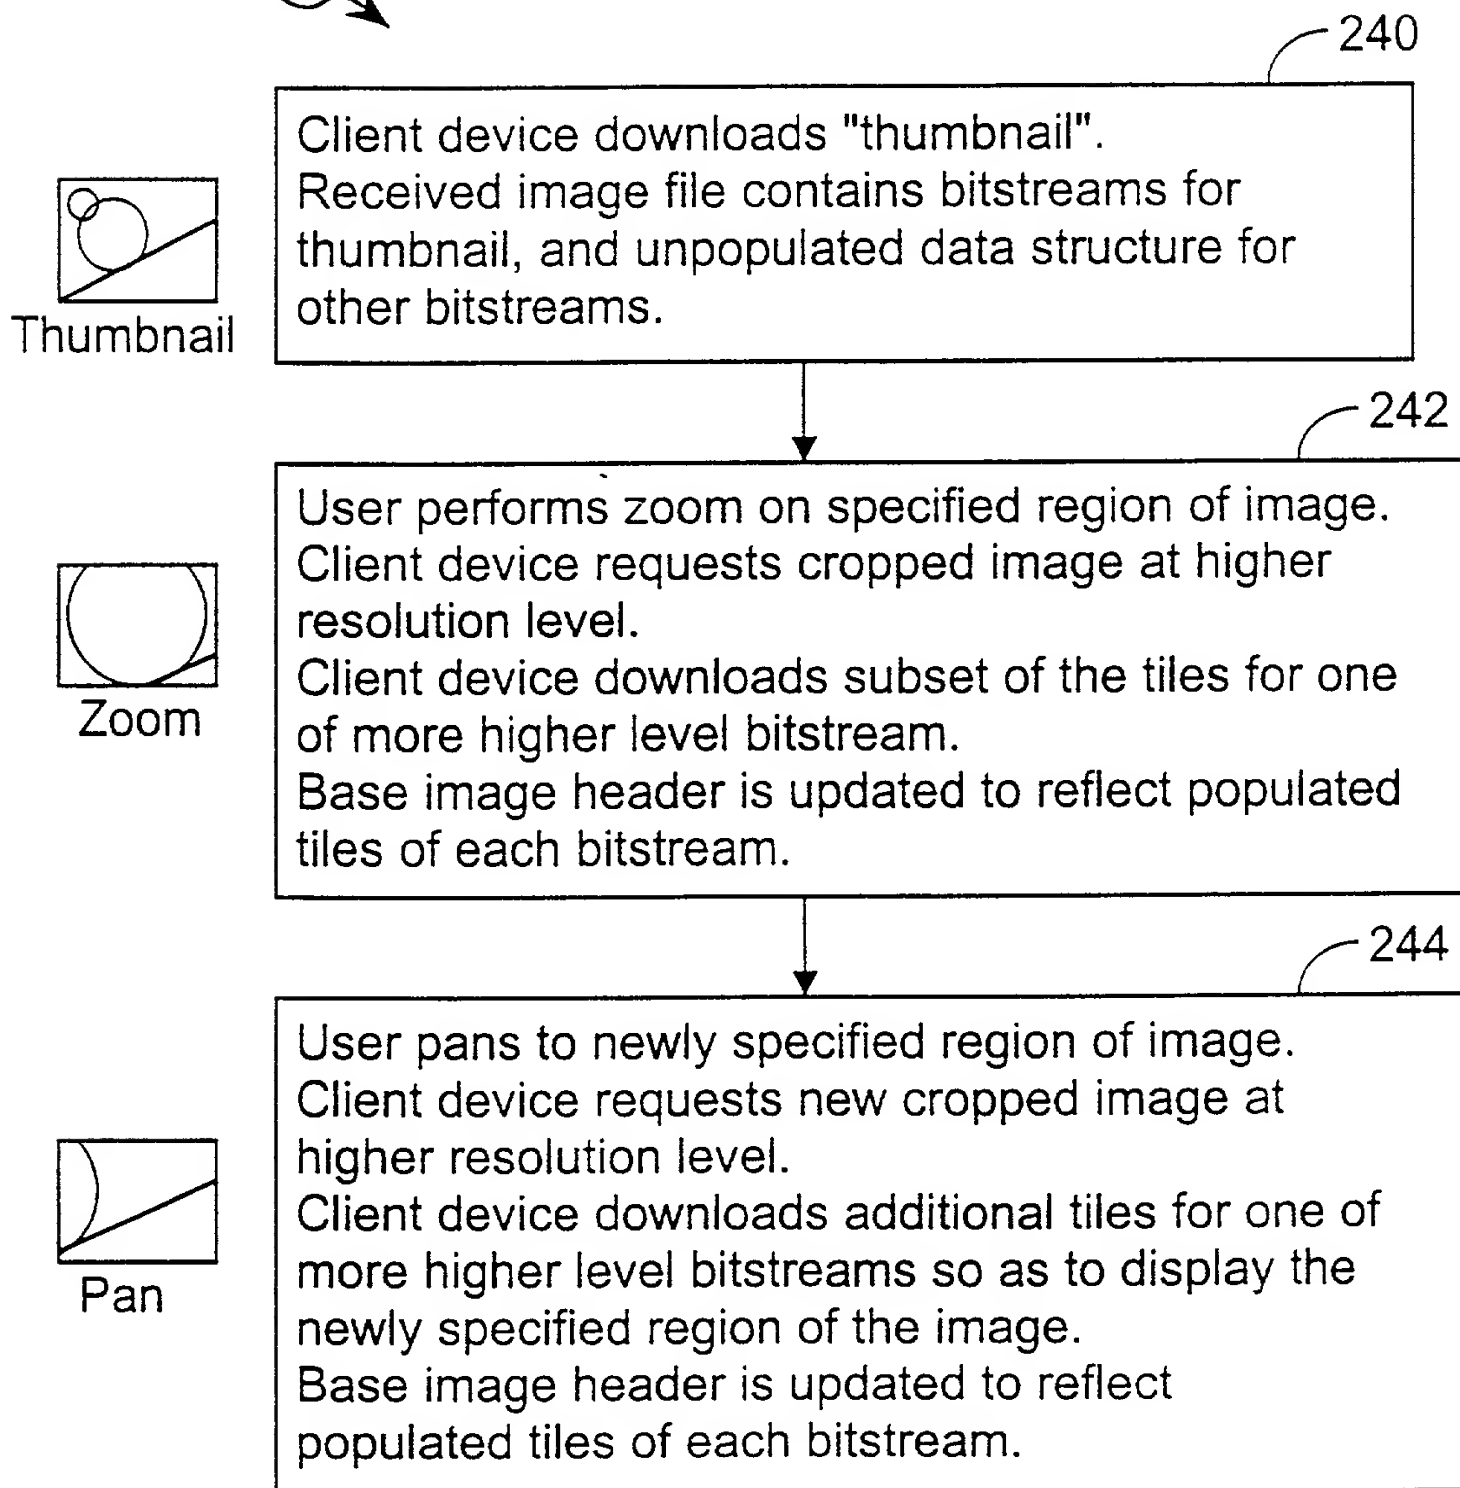 240
Client device downloads "thumbnail".
Received image file contains bitstreams for
thumbnail, and unpopulated data structure for
other bitstreams.
Thumbnail
242
User performs zoom on specified region of image.
Client device requests cropped image at higher
resolution level.
Client device downloads subset of the tiles for one
of more higher level bitstream.
Base image header is updated to reflect populated
tiles of each bitstream.
Zoom
244
User pans to newly specified region of image.
Client device requests new cropped image at
higher resolution level.
Client device downloads additional tiles for one of
more higher level bitstreams so as to display the
newly specified region of the image.
Base image header is updated to reflect
populated tiles of each bitstream.
Pan